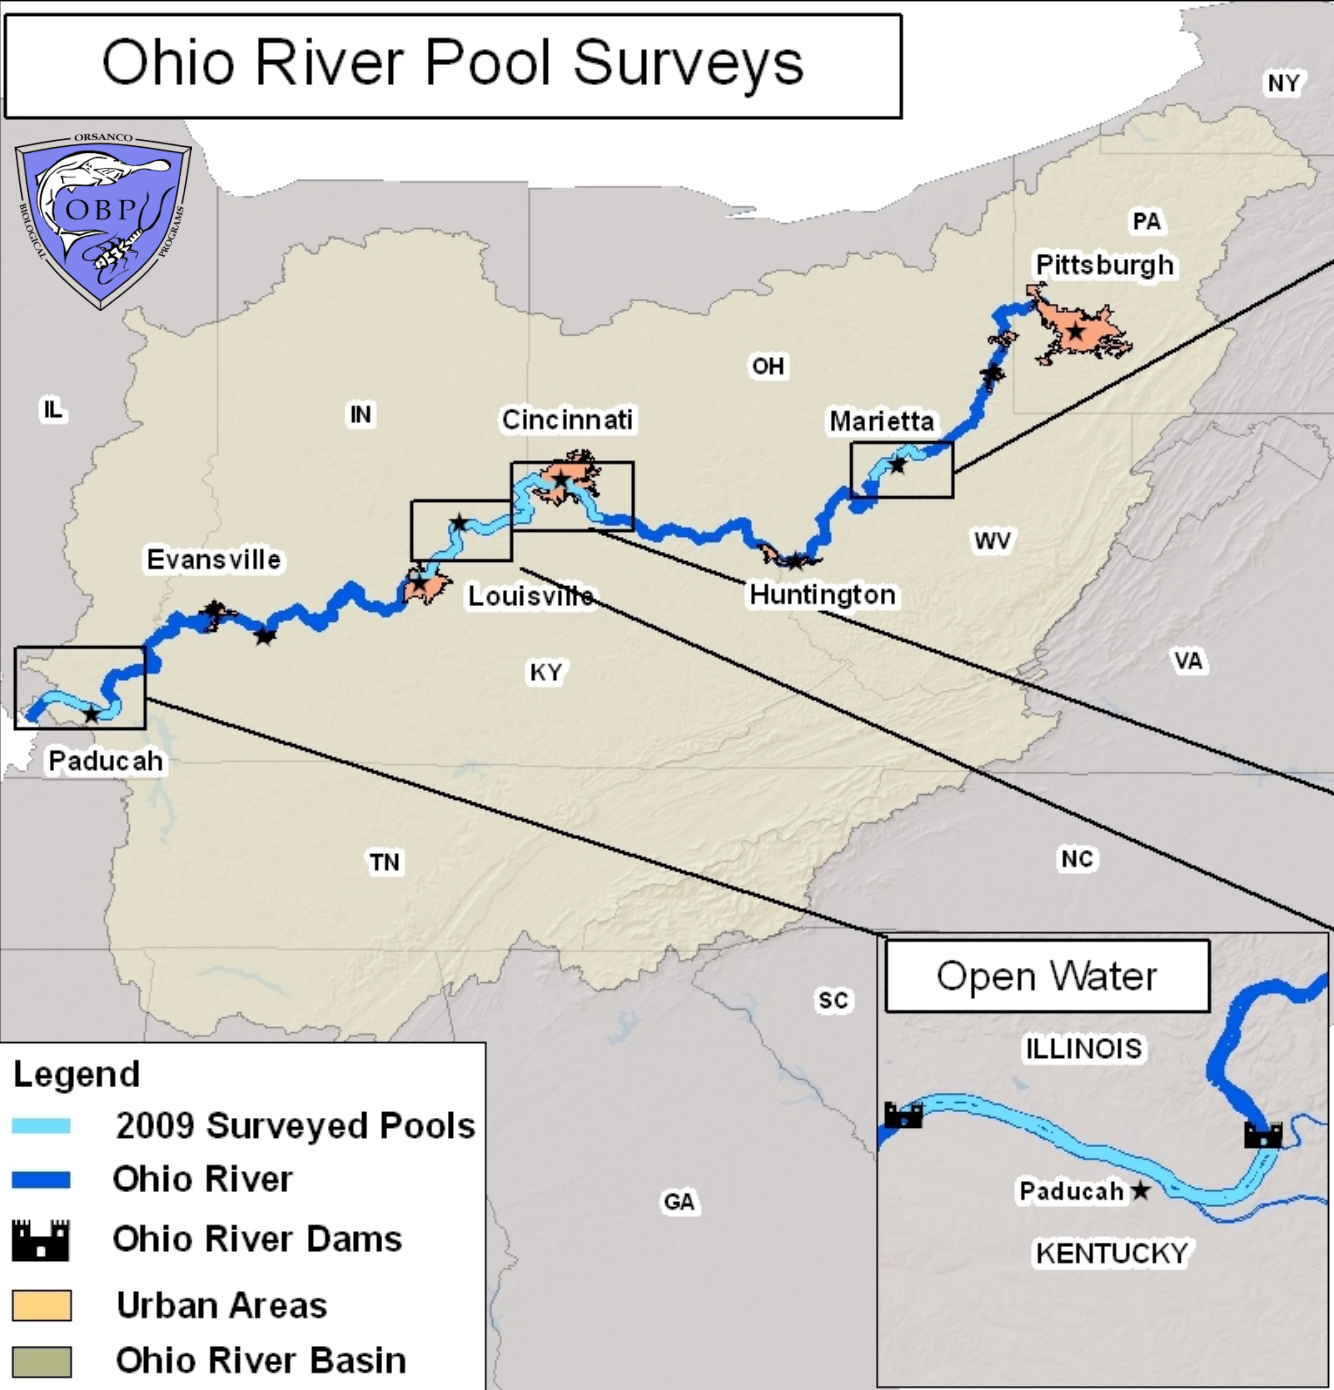 Ohio River Pool Surveys
NY
ORSANCO
OBP
BIOLOGICAL
PROGRAMS
PA
Pittsburgh
OH
IL
IN
Cincinnati
Marietta
WV
Evansville
Louisville
Huntington
KY
VA
Paducah
TN
NC
SC
GA
Open Water
ILLINOIS
Paducah
KENTUCKY
Legend
2009 Surveyed Pools
Ohio River
Ohio River Dams
Urban Areas
Ohio River Basin